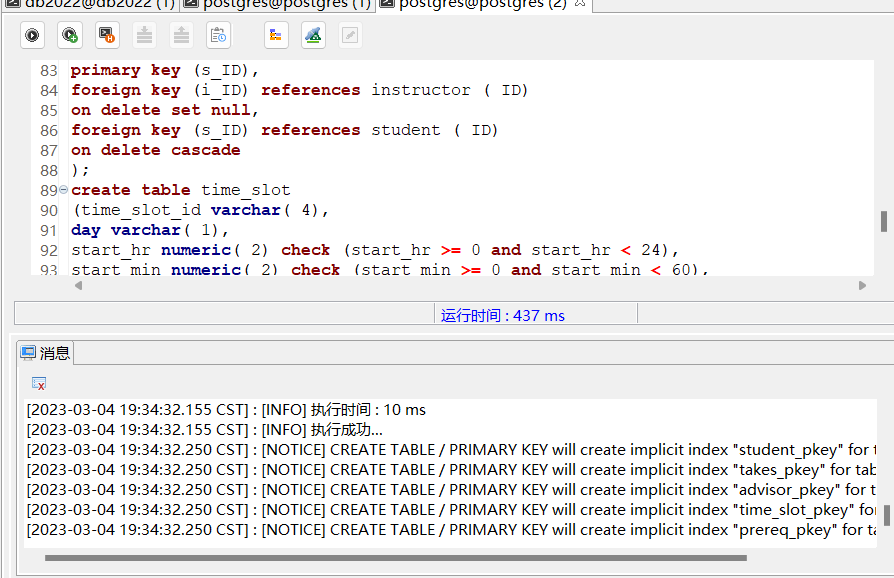 db2022@db2022 (1) postgres@postgres (1) postgres@postgres (2)
83 primary key (s_ID),
84 foreign key (i_ID) references instructor ( ID)
85 on delete set null,
86 foreign key (s_ID) references student ( ID)
87 on delete cascade
88 );
89 create table time_slot
90 (time_slot_id varchar( 4),
91 day varchar( 1),
92 start_hr numeric( 2) check (start_hr >= 0 and start_hr < 24),
93 start_min numeric( 2) check (start_min >= 0 and start_min < 60),
运行时间 : 437 ms
消息
[2023-03-04 19:34:32.155 CST] : [INFO] 执行时间 : 10 ms
[2023-03-04 19:34:32.155 CST] : [INFO] 执行成功...
[2023-03-04 19:34:32.250 CST] : [NOTICE] CREATE TABLE / PRIMARY KEY will create implicit index "student_pkey" for t
[2023-03-04 19:34:32.250 CST] : [NOTICE] CREATE TABLE / PRIMARY KEY will create implicit index "takes_pkey" for tab
[2023-03-04 19:34:32.250 CST] : [NOTICE] CREATE TABLE / PRIMARY KEY will create implicit index "advisor_pkey" for t
[2023-03-04 19:34:32.250 CST] : [NOTICE] CREATE TABLE / PRIMARY KEY will create implicit index "time_slot_pkey" for
[2023-03-04 19:34:32.250 CST] : [NOTICE] CREATE TABLE / PRIMARY KEY will create implicit index "prereq_pkey" for ta